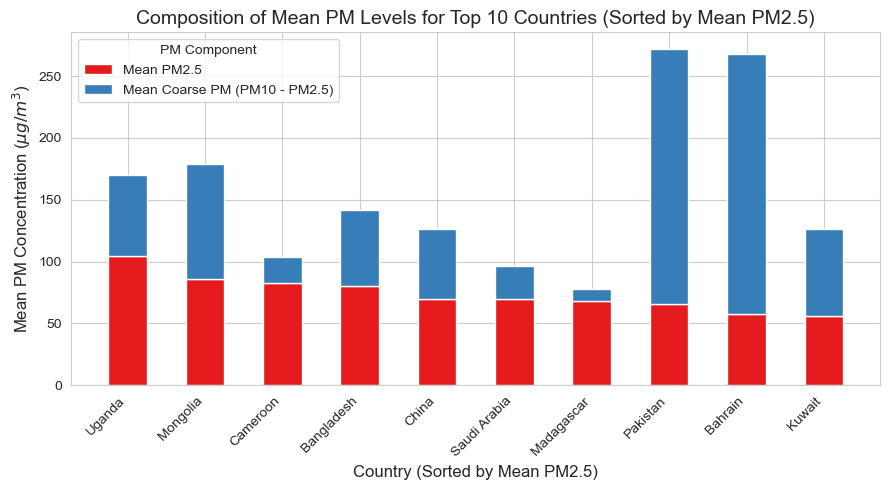 Composition of Mean PM Levels for Top 10 Countries (Sorted by Mean PM2.5)
PM Component
Mean PM2.5
Mean Coarse PM (PM10 - PM2.5)
Mean PM Concentration (μg/m³)
250
200
150
100
50
0
Uganda
Mongolia
Cameroon
Bangladesh
China
Saudi Arabia
Madagascar
Pakistan
Bahrain
Kuwait
Country (Sorted by Mean PM2.5)